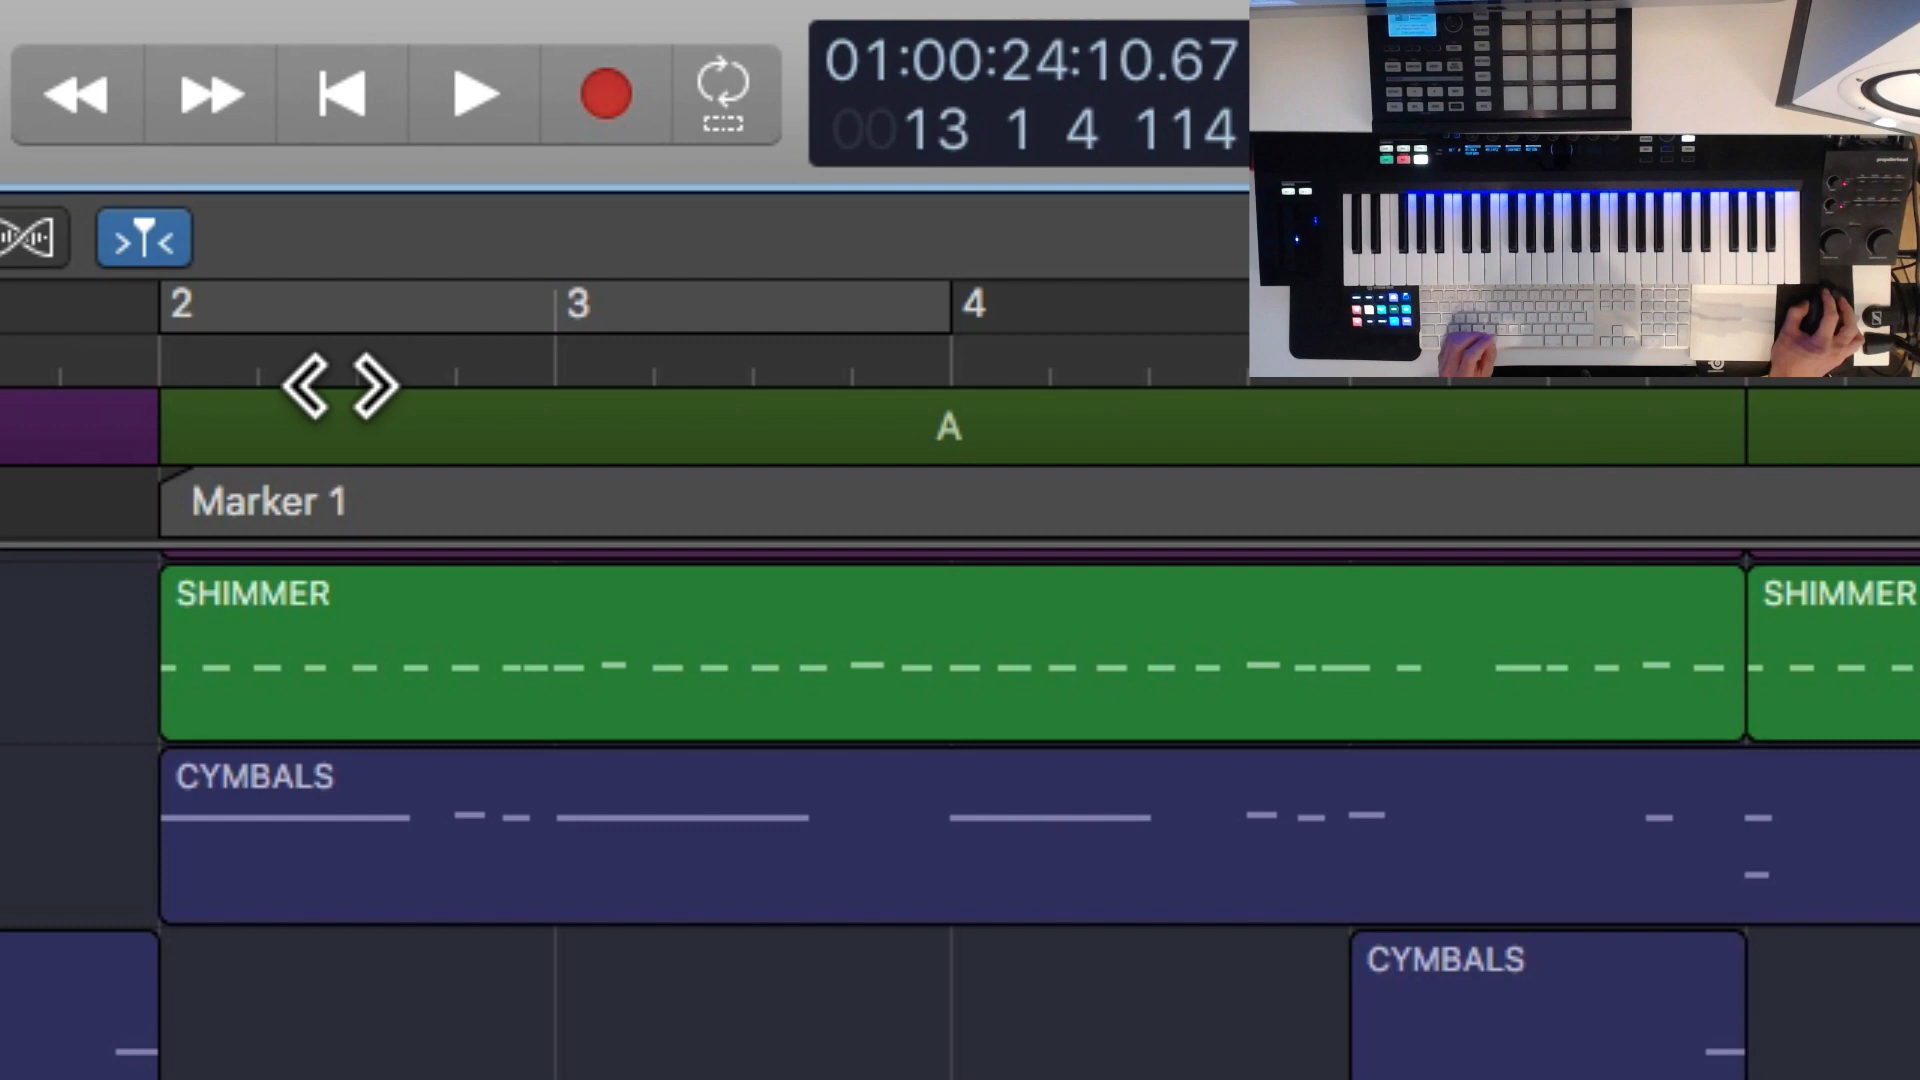 01:00:24:10.67
0013 1 4 114
2
3
4
A
Marker 1
SHIMMER
SHIMMER
CYMBALS
CYMBALS